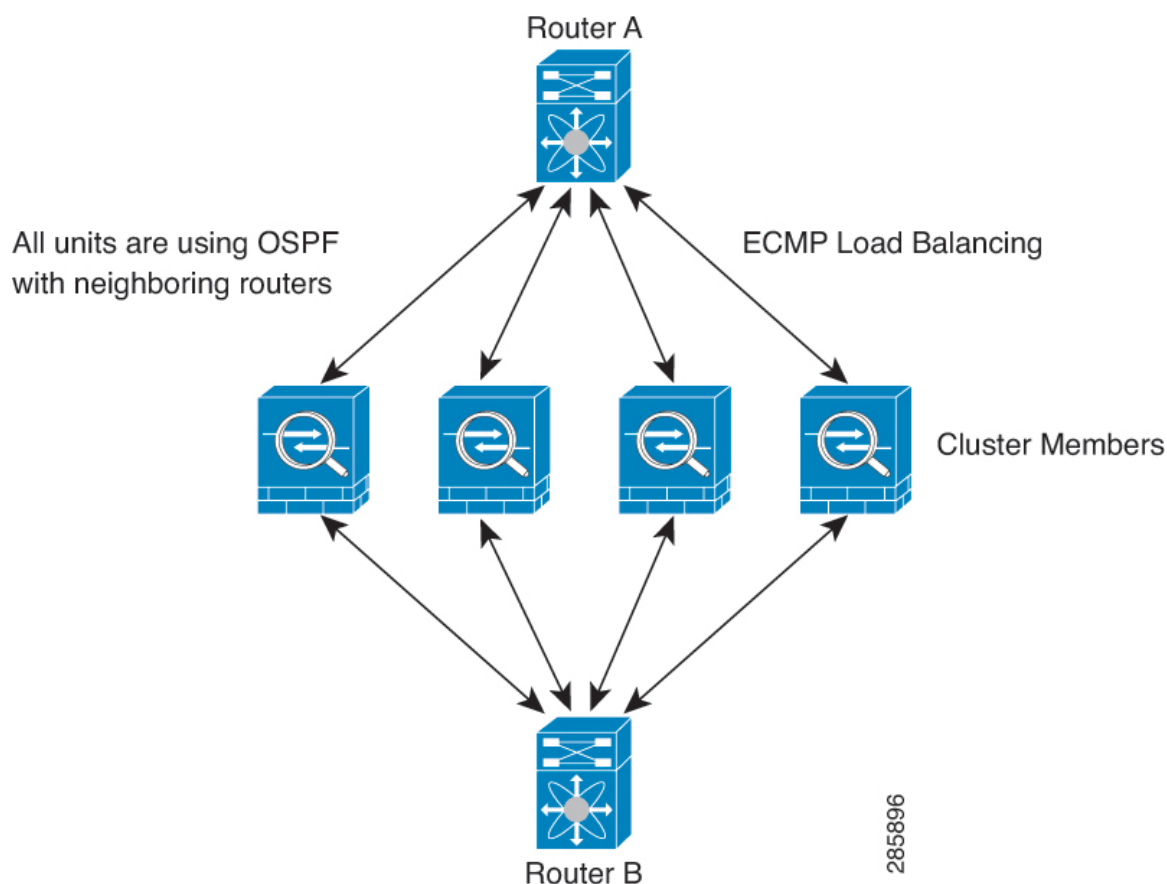 Router A
All units are using OSPF
with neighboring routers
ECMP Load Balancing
Cluster Members
Router B
285896